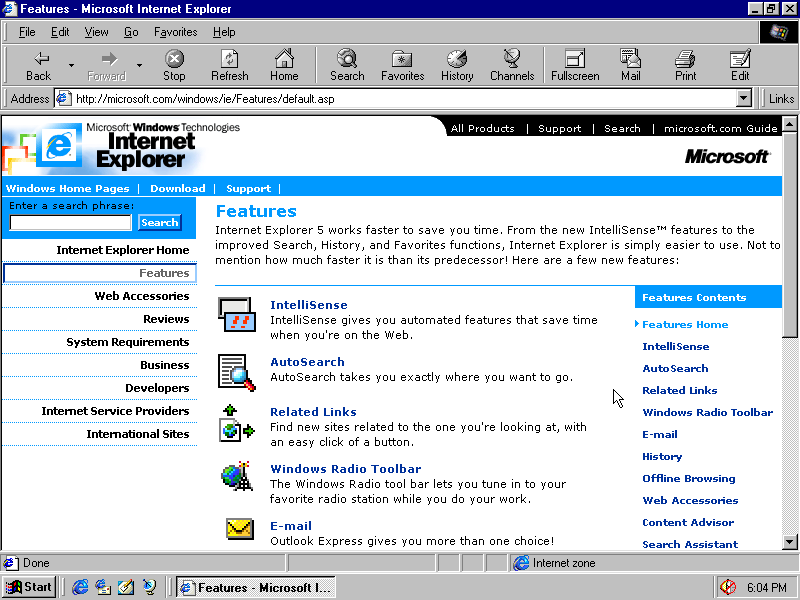 Features - Microsoft Internet Explorer
File Edit View Go Favorites Help
Back Forward Stop Refresh Home Search Favorites History Channels Fullscreen Mail Print Edit
Address http://microsoft.com/windows/ie/Features/default.asp Links
All Products | Support | Search | microsoft.com Guide
Microsoft Windows Technologies
Internet
Explorer
Microsoft
Windows Home Pages | Download | Support |
Enter a search phrase:
Search
Internet Explorer Home
Features
Web Accessories
Reviews
System Requirements
Business
Developers
Internet Service Providers
International Sites
Features
Internet Explorer 5 works faster to save you time. From the new IntelliSense™ features to the
improved Search, History, and Favorites functions, Internet Explorer is simply easier to use. Not to
mention how much faster it is than its predecessor! Here are a few new features:
IntelliSense
IntelliSense gives you automated features that save time
when you're on the Web.
AutoSearch
AutoSearch takes you exactly where you want to go.
Related Links
Find new sites related to the one you're looking at, with
an easy click of a button.
Windows Radio Toolbar
The Windows Radio tool bar lets you tune in to your
favorite radio station while you do your work.
E-mail
Outlook Express gives you more than one choice!
Features Contents
Features Home
IntelliSense
AutoSearch
Related Links
Windows Radio Toolbar
E-mail
History
Offline Browsing
Web Accessories
Content Advisor
Search Assistant
Done
Internet zone
Start
Features - Microsoft I...
6:04 PM